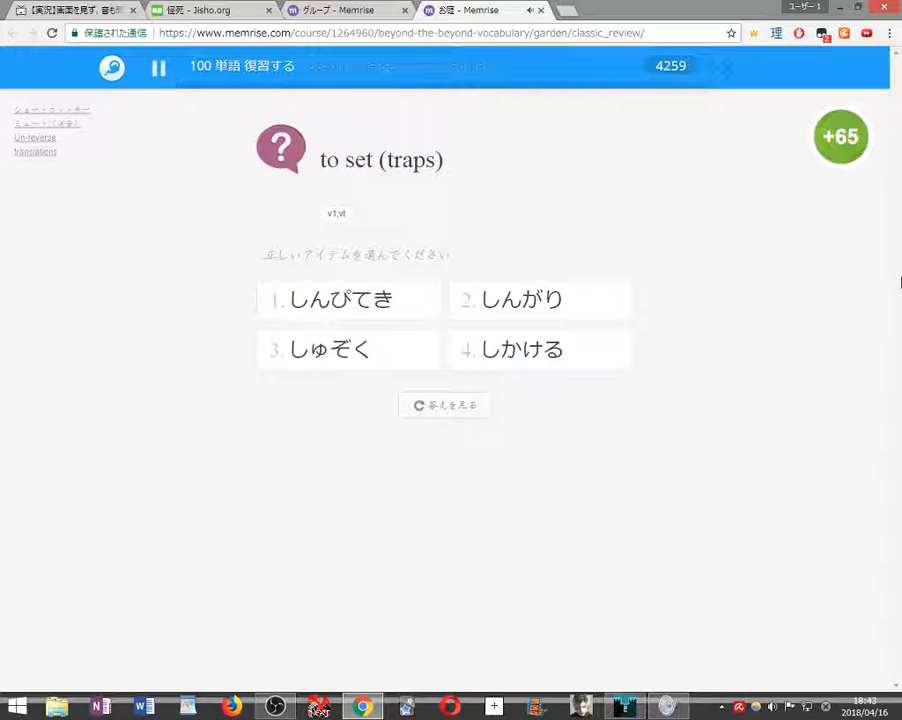 【実況】画面を見ず、音も
怪死 - Jisho.org
グループ - Memrise
お庭 - Memrise
ユーザー 1
保護された通信
https://www.memrise.com/course/1264960/beyond-the-beyond-vocabulary/garden/classic_review/
100 単語 復習する
4259
Un-reverse
translations
+65
? to set (traps)
v1;vt
正しいアイテムを選んでください
1. しんぴてき
2. しんがり
3. しゅぞく
4. しかける
答えを見る
18:43
2018/04/16